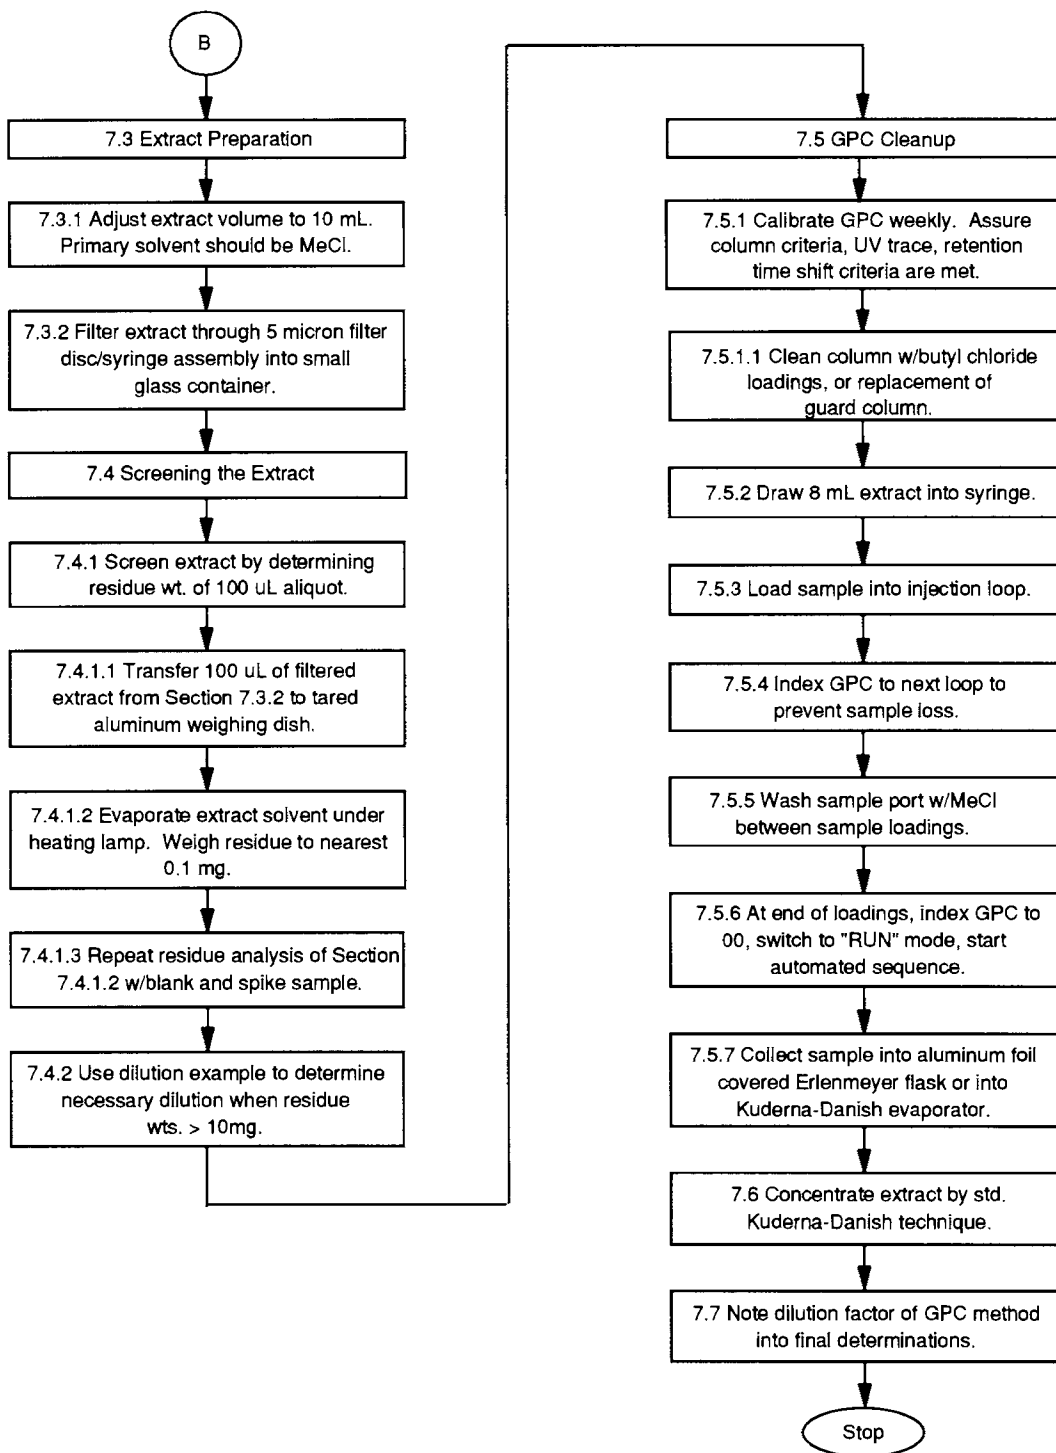 B
7.3 Extract Preparation
7.3.1 Adjust extract volume to 10 mL.
Primary solvent should be MeCl.
7.3.2 Filter extract through 5 micron filter
disc/syringe assembly into small
glass container.
7.4 Screening the Extract
7.4.1 Screen extract by determining
residue wt. of 100 uL aliquot.
7.4.1.1 Transfer 100 uL of filtered
extract from Section 7.3.2 to tared
aluminum weighing dish.
7.4.1.2 Evaporate extract solvent under
heating lamp. Weigh residue to nearest
0.1 mg.
7.4.1.3 Repeat residue analysis of Section
7.4.1.2 w/blank and spike sample.
7.4.2 Use dilution example to determine
necessary dilution when residue
wts. > 10mg.
7.5 GPC Cleanup
7.5.1 Calibrate GPC weekly. Assure
column criteria, UV trace, retention
time shift criteria are met.
7.5.1.1 Clean column w/butyl chloride
loadings, or replacement of
guard column.
7.5.2 Draw 8 mL extract into syringe.
7.5.3 Load sample into injection loop.
7.5.4 Index GPC to next loop to
prevent sample loss.
7.5.5 Wash sample port w/MeCl
between sample loadings.
7.5.6 At end of loadings, index GPC to
00, switch to "RUN" mode, start
automated sequence.
7.5.7 Collect sample into aluminum foil
covered Erlenmeyer flask or into
Kuderna-Danish evaporator.
7.6 Concentrate extract by std.
Kuderna-Danish technique.
7.7 Note dilution factor of GPC method
into final determinations.
Stop